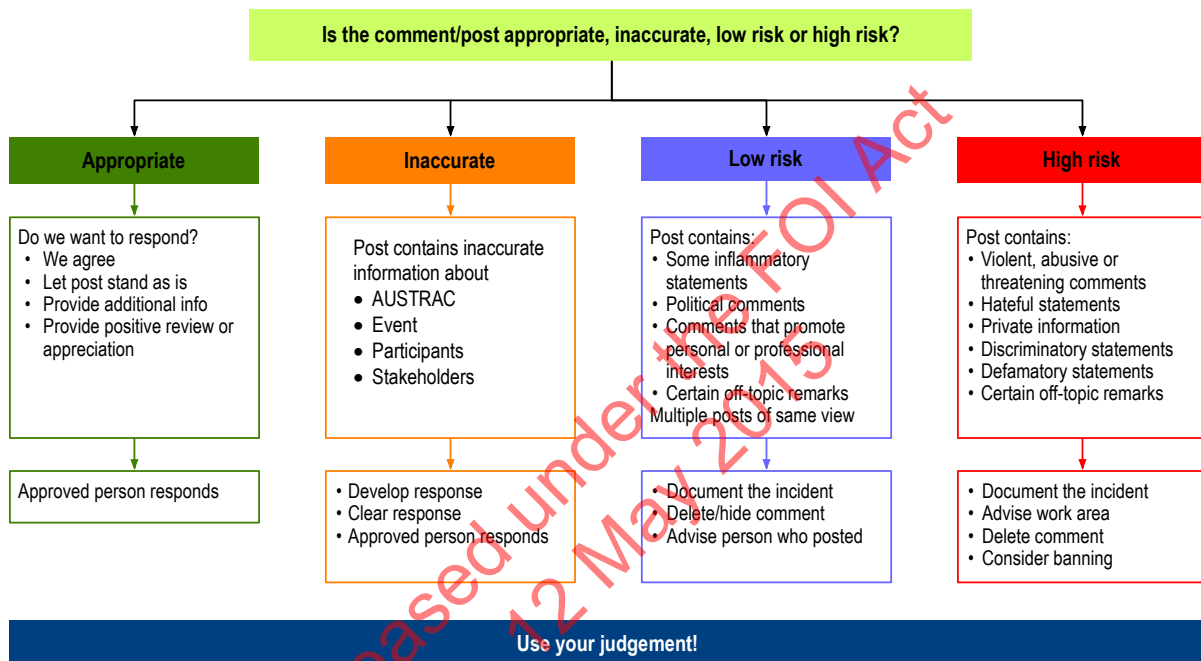 Is the comment/post appropriate, inaccurate, low risk or high risk?
Appropriate
Inaccurate
Low risk
High risk
Do we want to respond?
• We agree
• Let post stand as is
• Provide additional info
• Provide positive review or
appreciation
Post contains inaccurate
information about
• AUSTRAC
• Event
• Participants
• Stakeholders
Post contains:
• Some inflammatory
statements
• Political comments
• Comments that promote
personal or professional
interests
• Certain off-topic remarks
Multiple posts of same view
Post contains:
• Violent, abusive or
threatening comments
• Hateful statements
• Private information
• Discriminatory statements
• Defamatory statements
• Certain off-topic remarks
Approved person responds
• Develop response
• Clear response
• Approved person responds
• Document the incident
• Delete/hide comment
• Advise person who posted
• Document the incident
• Advise work area
• Delete comment
• Consider banning
Use your judgement!
under the FOI Act
12 May 2015